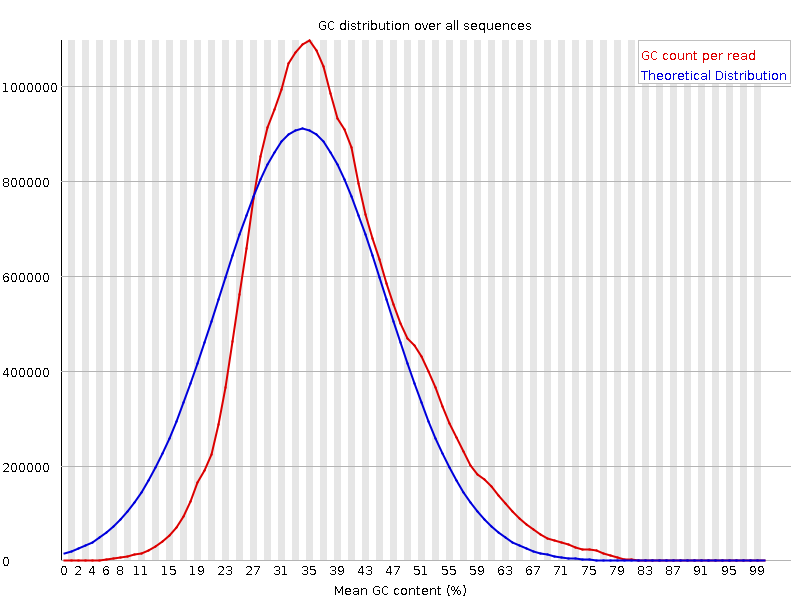 GC distribution over all sequences
GC count per read
Theoretical Distribution
1000000
800000
600000
400000
200000
0
0 2 4 6 8 11 15 19 23 27 31 35 39 43 47 51 55 59 63 67 71 75 79 83 87 91 95 99
Mean GC content (%)